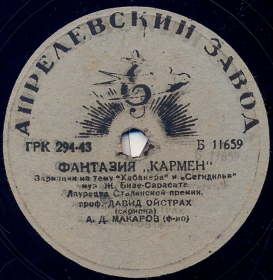 АПРЕЛЕВСКИЙ ЗАВОД
ГРК 294-43 Б 11659
ФАНТАЗИЯ „КАРМЕН"
Вариации на тему "Хабанера" и „Сегидилья"
муз. Ж. Бизе-Сарасате
Лауреат Сталинской премии,
проф. ДАВИД ОЙСТРАХ
(скрипка)
А. Д. МАКАРОВ (ф-но)